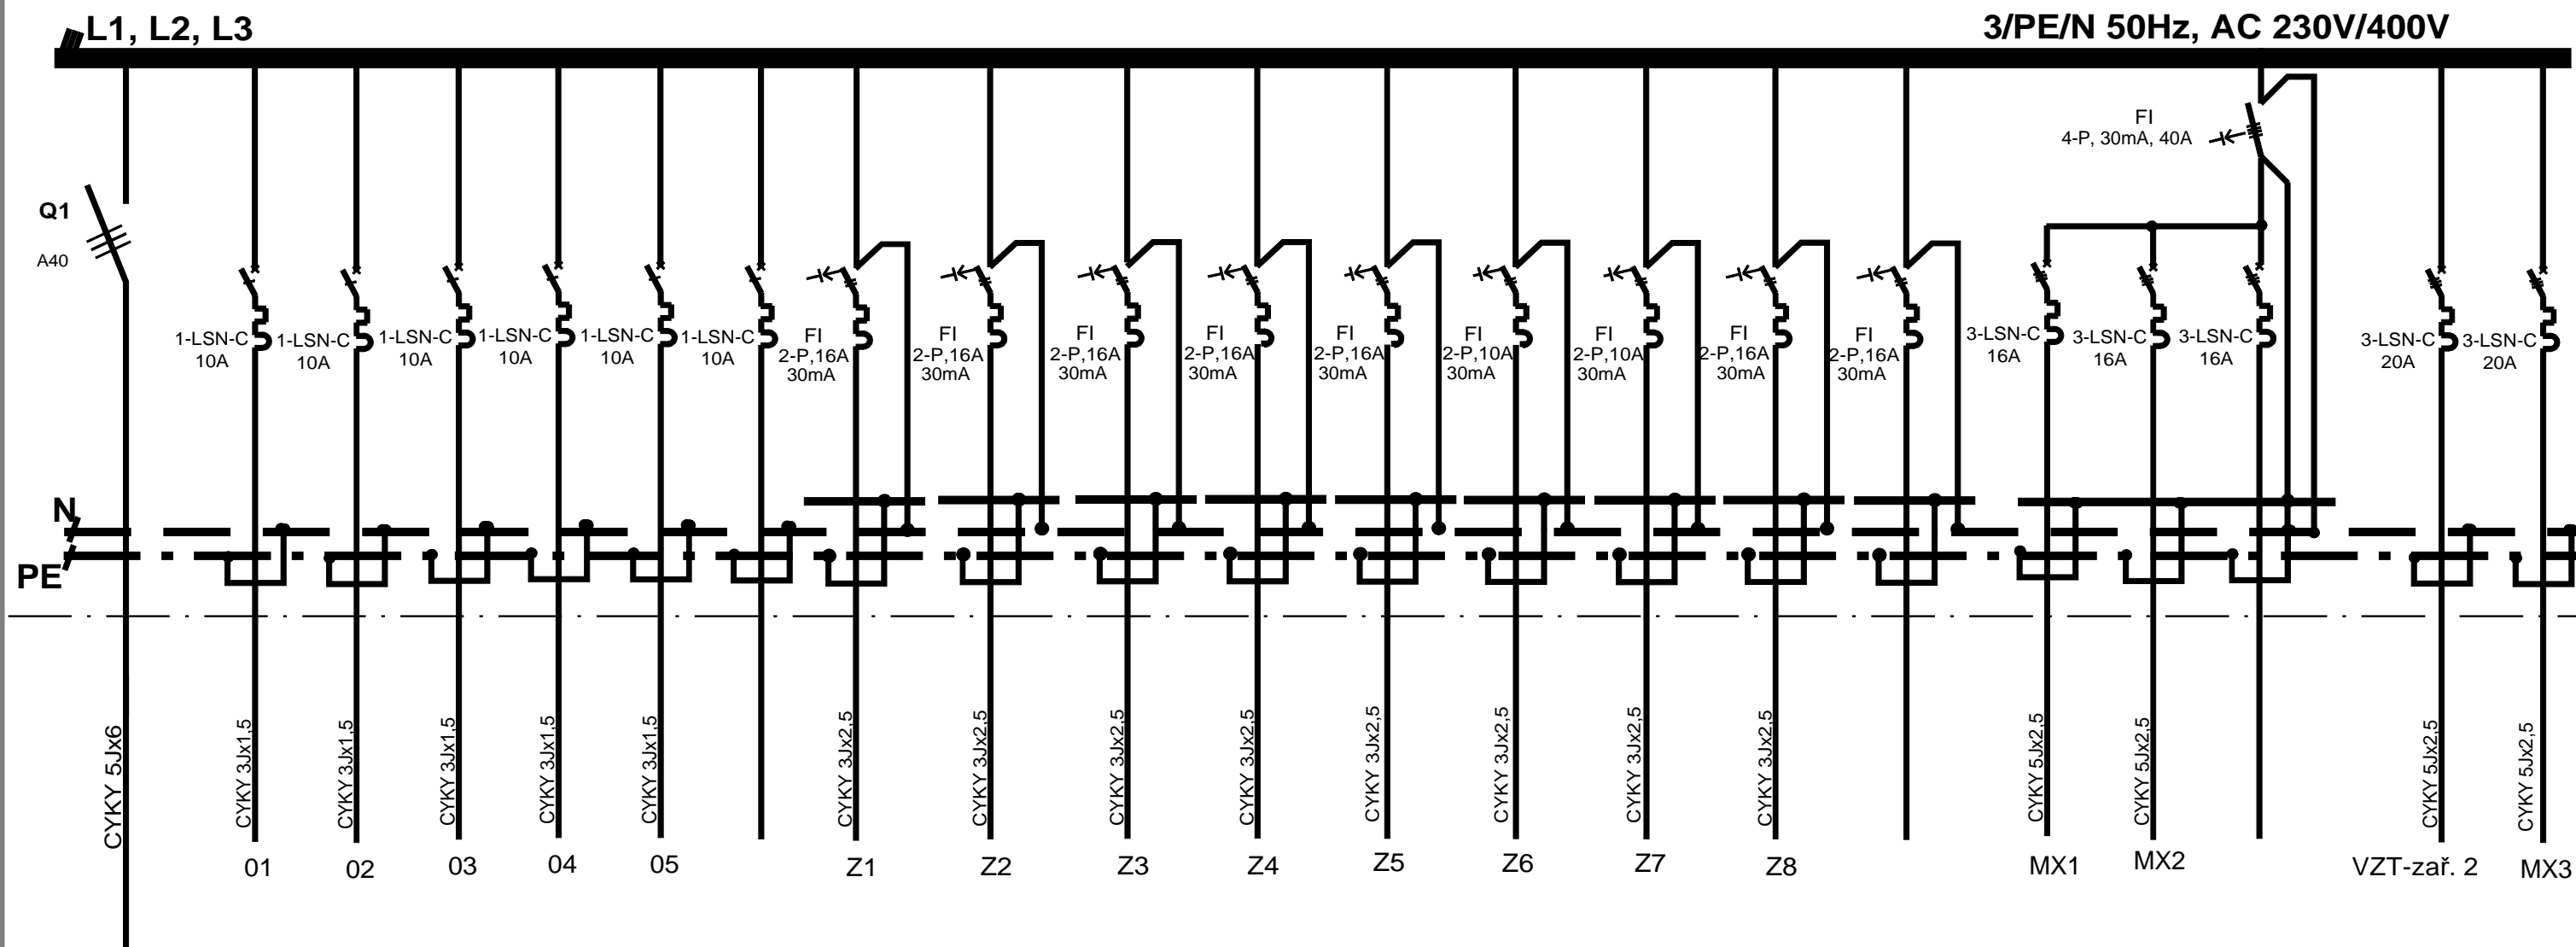 L1, L2, L3
3/PE/N 50Hz, AC 230V/400V
FI
4-P, 30mA, 40A
Q1
A40
1-LSN-C
10A
1-LSN-C
10A
1-LSN-C
10A
1-LSN-C
10A
1-LSN-C
10A
1-LSN-C
10A
FI
2-P,16A
30mA
FI
2-P,16A
30mA
FI
2-P,16A
30mA
FI
2-P,16A
30mA
FI
2-P,16A
30mA
FI
2-P,10A
30mA
FI
2-P,10A
30mA
FI
2-P,16A
30mA
FI
2-P,16A
30mA
3-LSN-C
16A
3-LSN-C
16A
3-LSN-C
16A
3-LSN-C
20A
3-LSN-C
20A
N
PE
CYKY 5Jx6
CYKY 3Jx1,5
CYKY 3Jx1,5
CYKY 3Jx1,5
CYKY 3Jx1,5
CYKY 3Jx1,5
CYKY 3Jx2,5
CYKY 3Jx2,5
CYKY 3Jx2,5
CYKY 3Jx2,5
CYKY 3Jx2,5
CYKY 3Jx2,5
CYKY 3Jx2,5
CYKY 3Jx2,5
CYKY 5Jx2,5
CYKY 5Jx2,5
CYKY 5Jx2,5
CYKY 5Jx2,5
01
02
03
04
05
Z1
Z2
Z3
Z4
Z5
Z6
Z7
Z8
MX1
MX2
VZT-zař. 2
MX3